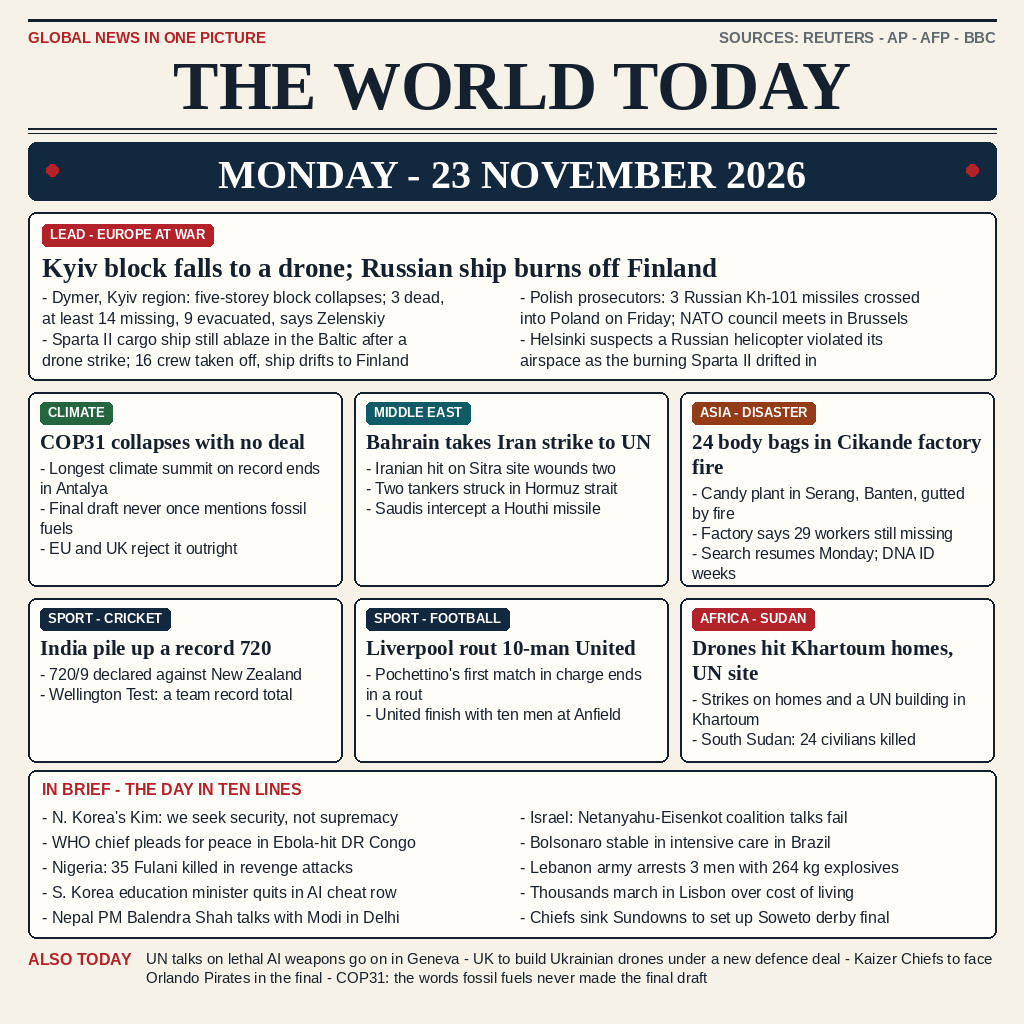 GLOBAL NEWS IN ONE PICTURE
SOURCES: REUTERS - AP - AFP - BBC
THE WORLD TODAY
MONDAY - 23 NOVEMBER 2026
LEAD - EUROPE AT WAR
Kyiv block falls to a drone; Russian ship burns off Finland
- Dymer, Kyiv region: five-storey block collapses; 3 dead,
at least 14 missing, 9 evacuated, says Zelenskiy
- Sparta II cargo ship still ablaze in the Baltic after a
drone strike; 16 crew taken off, ship drifts to Finland
- Polish prosecutors: 3 Russian Kh-101 missiles crossed
into Poland on Friday; NATO council meets in Brussels
- Helsinki suspects a Russian helicopter violated its
airspace as the burning Sparta II drifted in
CLIMATE
COP31 collapses with no deal
- Longest climate summit on record ends
in Antalya
- Final draft never once mentions fossil
fuels
- EU and UK reject it outright
MIDDLE EAST
Bahrain takes Iran strike to UN
- Iranian hit on Sitra site wounds two
- Two tankers struck in Hormuz strait
- Saudis intercept a Houthi missile
ASIA - DISASTER
24 body bags in Cikande factory
fire
- Candy plant in Serang, Banten, gutted
by fire
- Factory says 29 workers still missing
- Search resumes Monday; DNA ID
weeks
SPORT - CRICKET
India pile up a record 720
- 720/9 declared against New Zealand
- Wellington Test: a team record total
SPORT - FOOTBALL
Liverpool rout 10-man United
- Pochettino's first match in charge ends
in a rout
- United finish with ten men at Anfield
AFRICA - SUDAN
Drones hit Khartoum homes,
UN site
- Strikes on homes and a UN building in
Khartoum
- South Sudan: 24 civilians killed
IN BRIEF - THE DAY IN TEN LINES
- N. Korea's Kim: we seek security, not supremacy
- WHO chief pleads for peace in Ebola-hit DR Congo
- Nigeria: 35 Fulani killed in revenge attacks
- S. Korea education minister quits in AI cheat row
- Nepal PM Balendra Shah talks with Modi in Delhi
- Israel: Netanyahu-Eisenkot coalition talks fail
- Bolsonaro stable in intensive care in Brazil
- Lebanon army arrests 3 men with 264 kg explosives
- Thousands march in Lisbon over cost of living
- Chiefs sink Sundowns to set up Soweto derby final
ALSO TODAY
UN talks on lethal AI weapons go on in Geneva - UK to build Ukrainian drones under a new defence deal - Kaizer Chiefs to face
Orlando Pirates in the final - COP31: the words fossil fuels never made the final draft